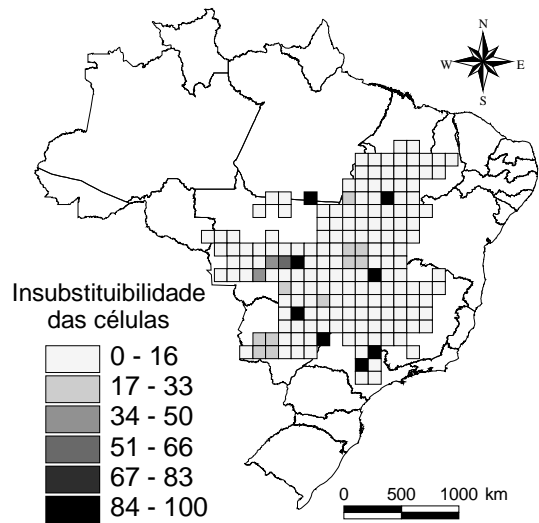 N
W E
S
Insubstituibilidade
das células
0 - 16
17 - 33
34 - 50
51 - 66
67 - 83
84 - 100
0 500 1000 km